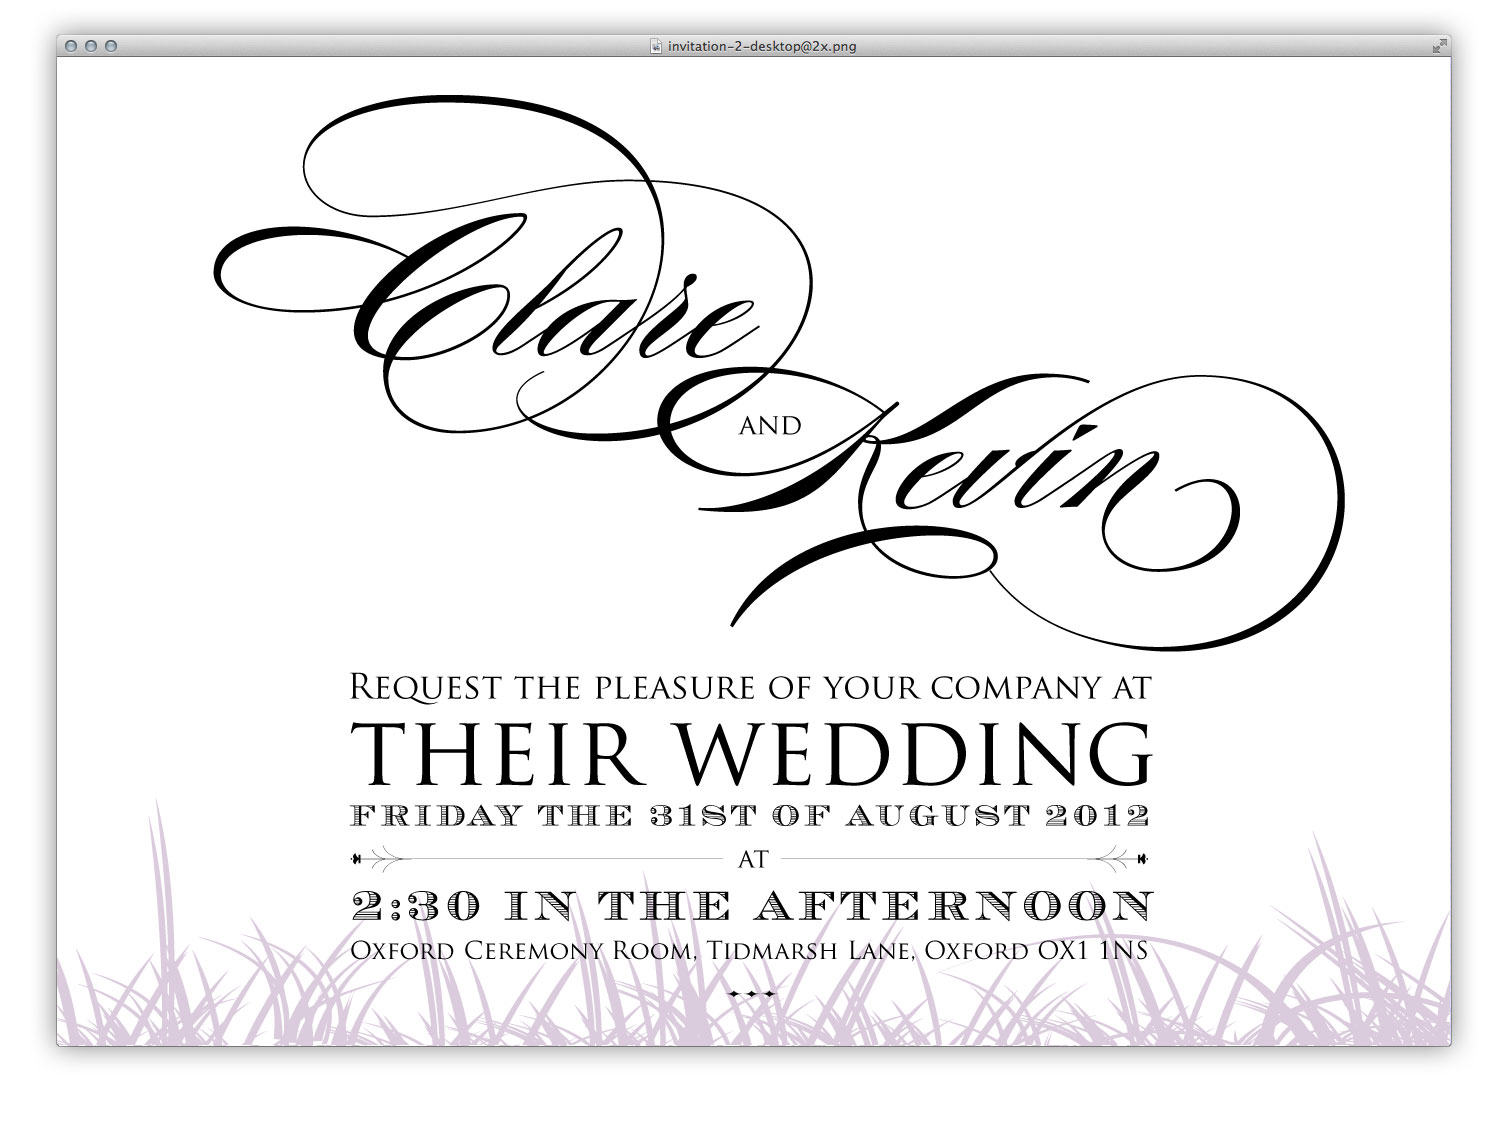 invitation-2-desktop@2x.png
Clare
AND
Kevin
REQUEST THE PLEASURE OF YOUR COMPANY AT
THEIR WEDDING
FRIDAY THE 31ST OF AUGUST 2012
AT
2:30 IN THE AFTERNOON
OXFORD CEREMONY ROOM, TIDMARSH LANE, OXFORD OX1 1NS